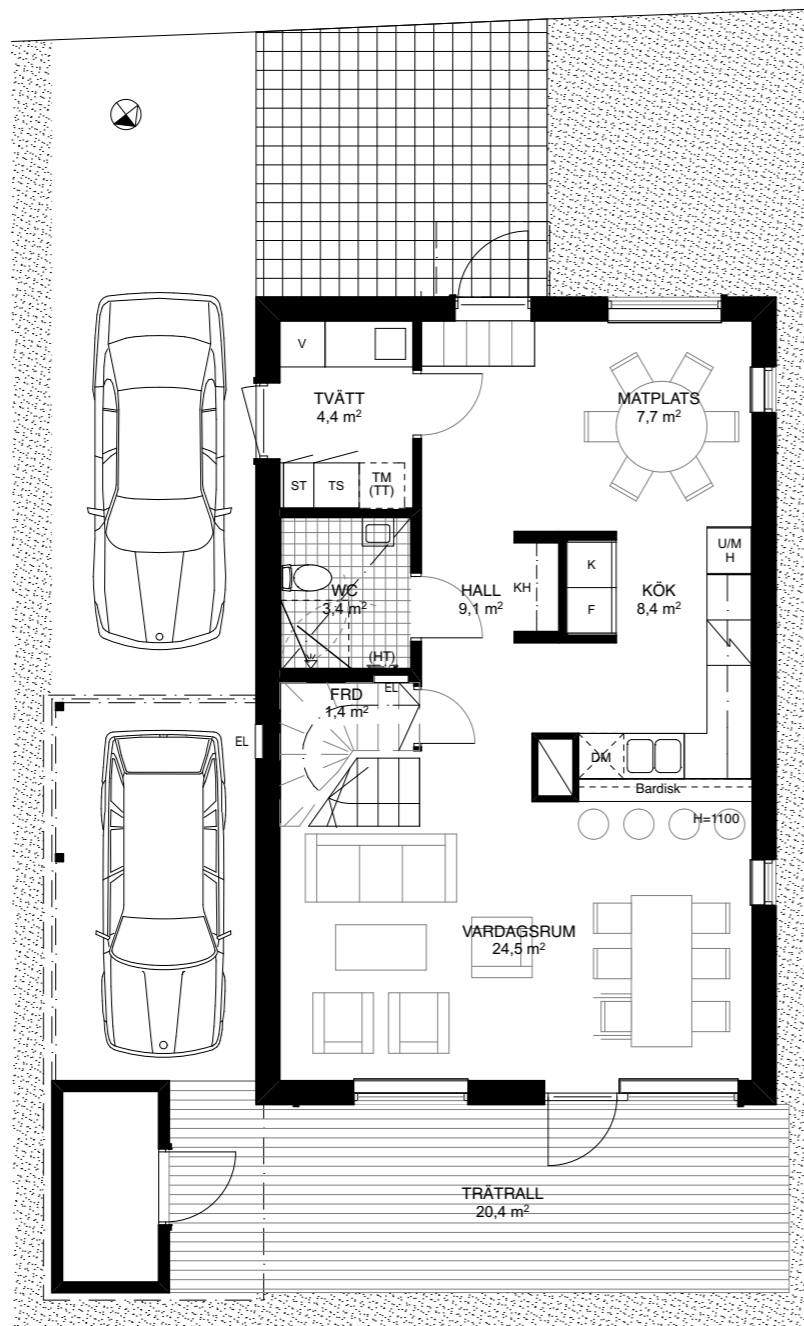 V
TVÄTT
4,4 m²
MATPLATS
7,7 m²
ST
TS
TM
(TT)
U/M
H
K
KH
F
WC
3,4 m²
HALL
9,1 m²
KÖK
8,4 m²
(HT)
EL
FRD
1,4 m²
EL
DM
Bardisk
H=1100
VARDAGSRUM
24,5 m²
TRÄTRALL
20,4 m²